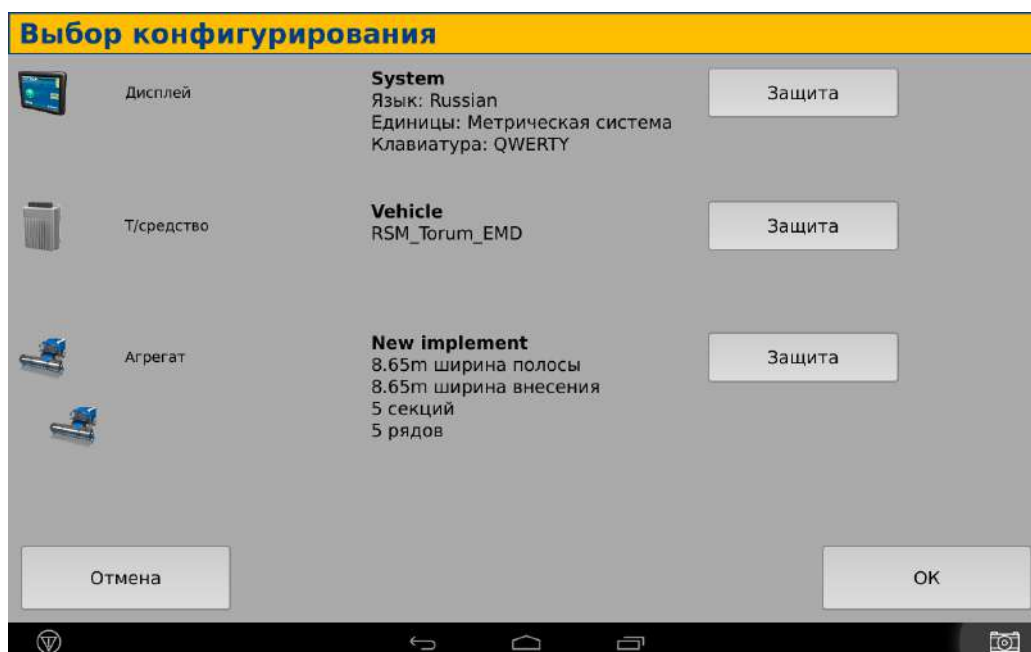 Выбор конфигурирования
Дисплей
System
Язык: Russian
Единицы: Метрическая система
Клавиатура: QWERTY
Защита
Т/средство
Vehicle
RSM_Torum_EMD
Защита
Агрегат
New implement
8.65m ширина полосы
8.65m ширина внесения
5 секций
5 рядов
Защита
Отмена
ОК